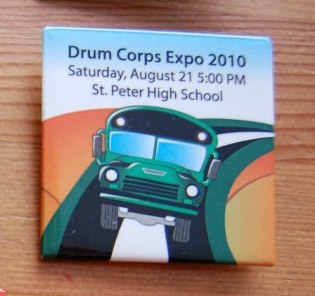 Drum Corps Expo 2010
Saturday, August 21 5:00 PM
St. Peter High School